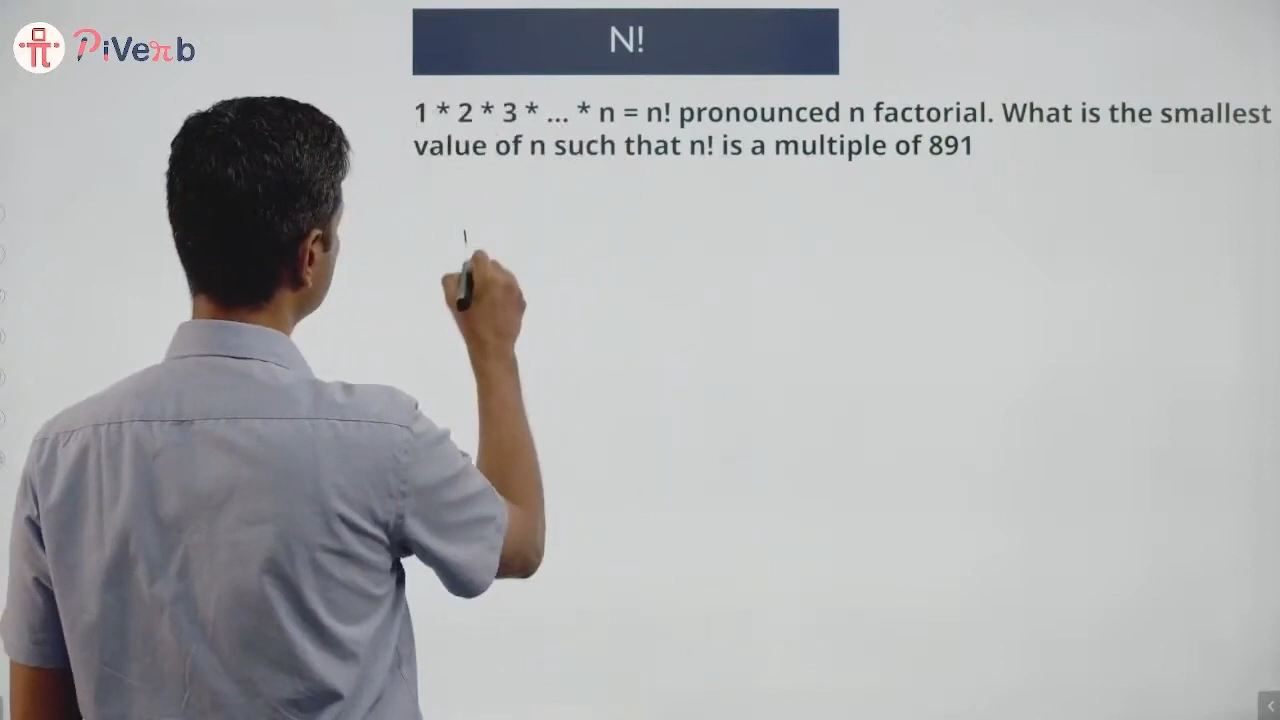 PiVerb
N!
1 * 2 * 3 * ... * n = n! pronounced n factorial. What is the smallest
value of n such that n! is a multiple of 891